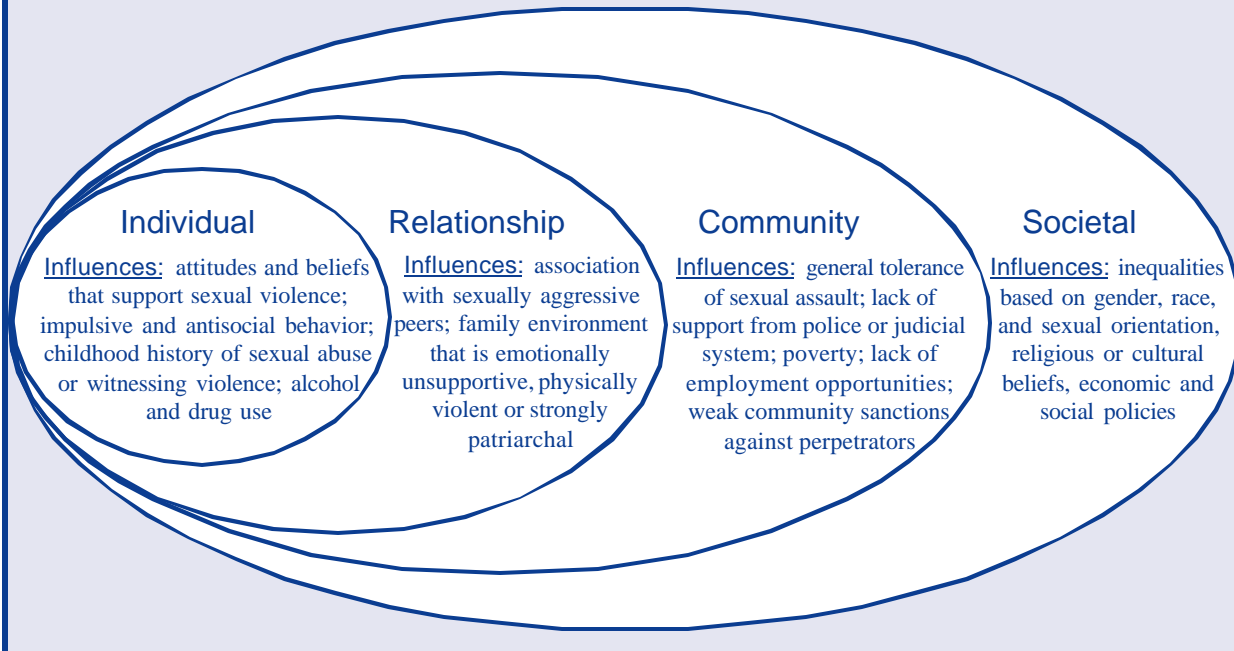 Individual
Influences: attitudes and beliefs
that support sexual violence;
impulsive and antisocial behavior;
childhood history of sexual abuse
or witnessing violence; alcohol
and drug use
Relationship
Influences: association
with sexually aggressive
peers; family environment
that is emotionally
unsupportive, physically
violent or strongly
patriarchal
Community
Influences: general tolerance
of sexual assault; lack of
support from police or judicial
system; poverty; lack of
employment opportunities;
weak community sanctions
against perpetrators
Societal
Influences: inequalities
based on gender, race,
and sexual orientation,
religious or cultural
beliefs, economic and
social policies